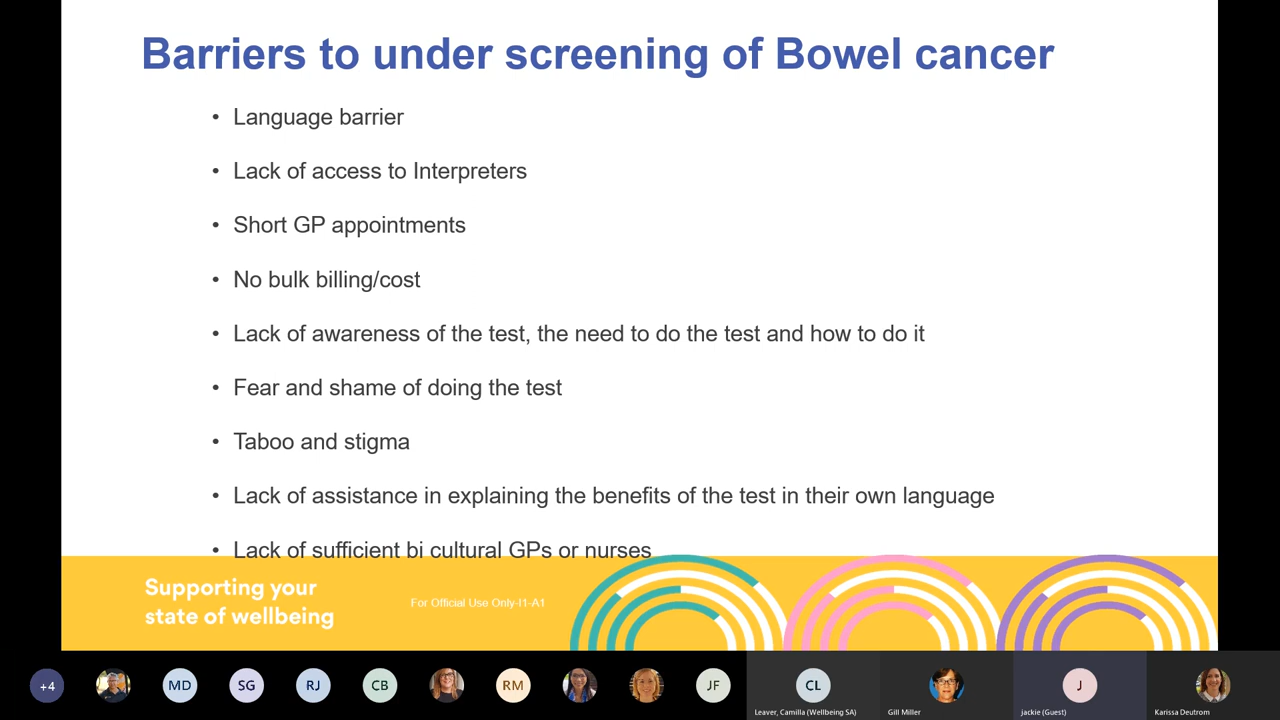 Barriers to under screening of Bowel cancer
• Language barrier
• Lack of access to Interpreters
• Short GP appointments
• No bulk billing/cost
• Lack of awareness of the test, the need to do the test and how to do it
• Fear and shame of doing the test
• Taboo and stigma
• Lack of assistance in explaining the benefits of the test in their own language
• Lack of sufficient bi cultural GPs or nurses
Supporting your
state of wellbeing
For Official Use Only-I1-A1
+4
MD
SG
RJ
CB
RM
JF
CL
J
Leaver, Camilla (Wellbeing SA)
Gill Miller
jackie (Guest)
Karissa Deutrom